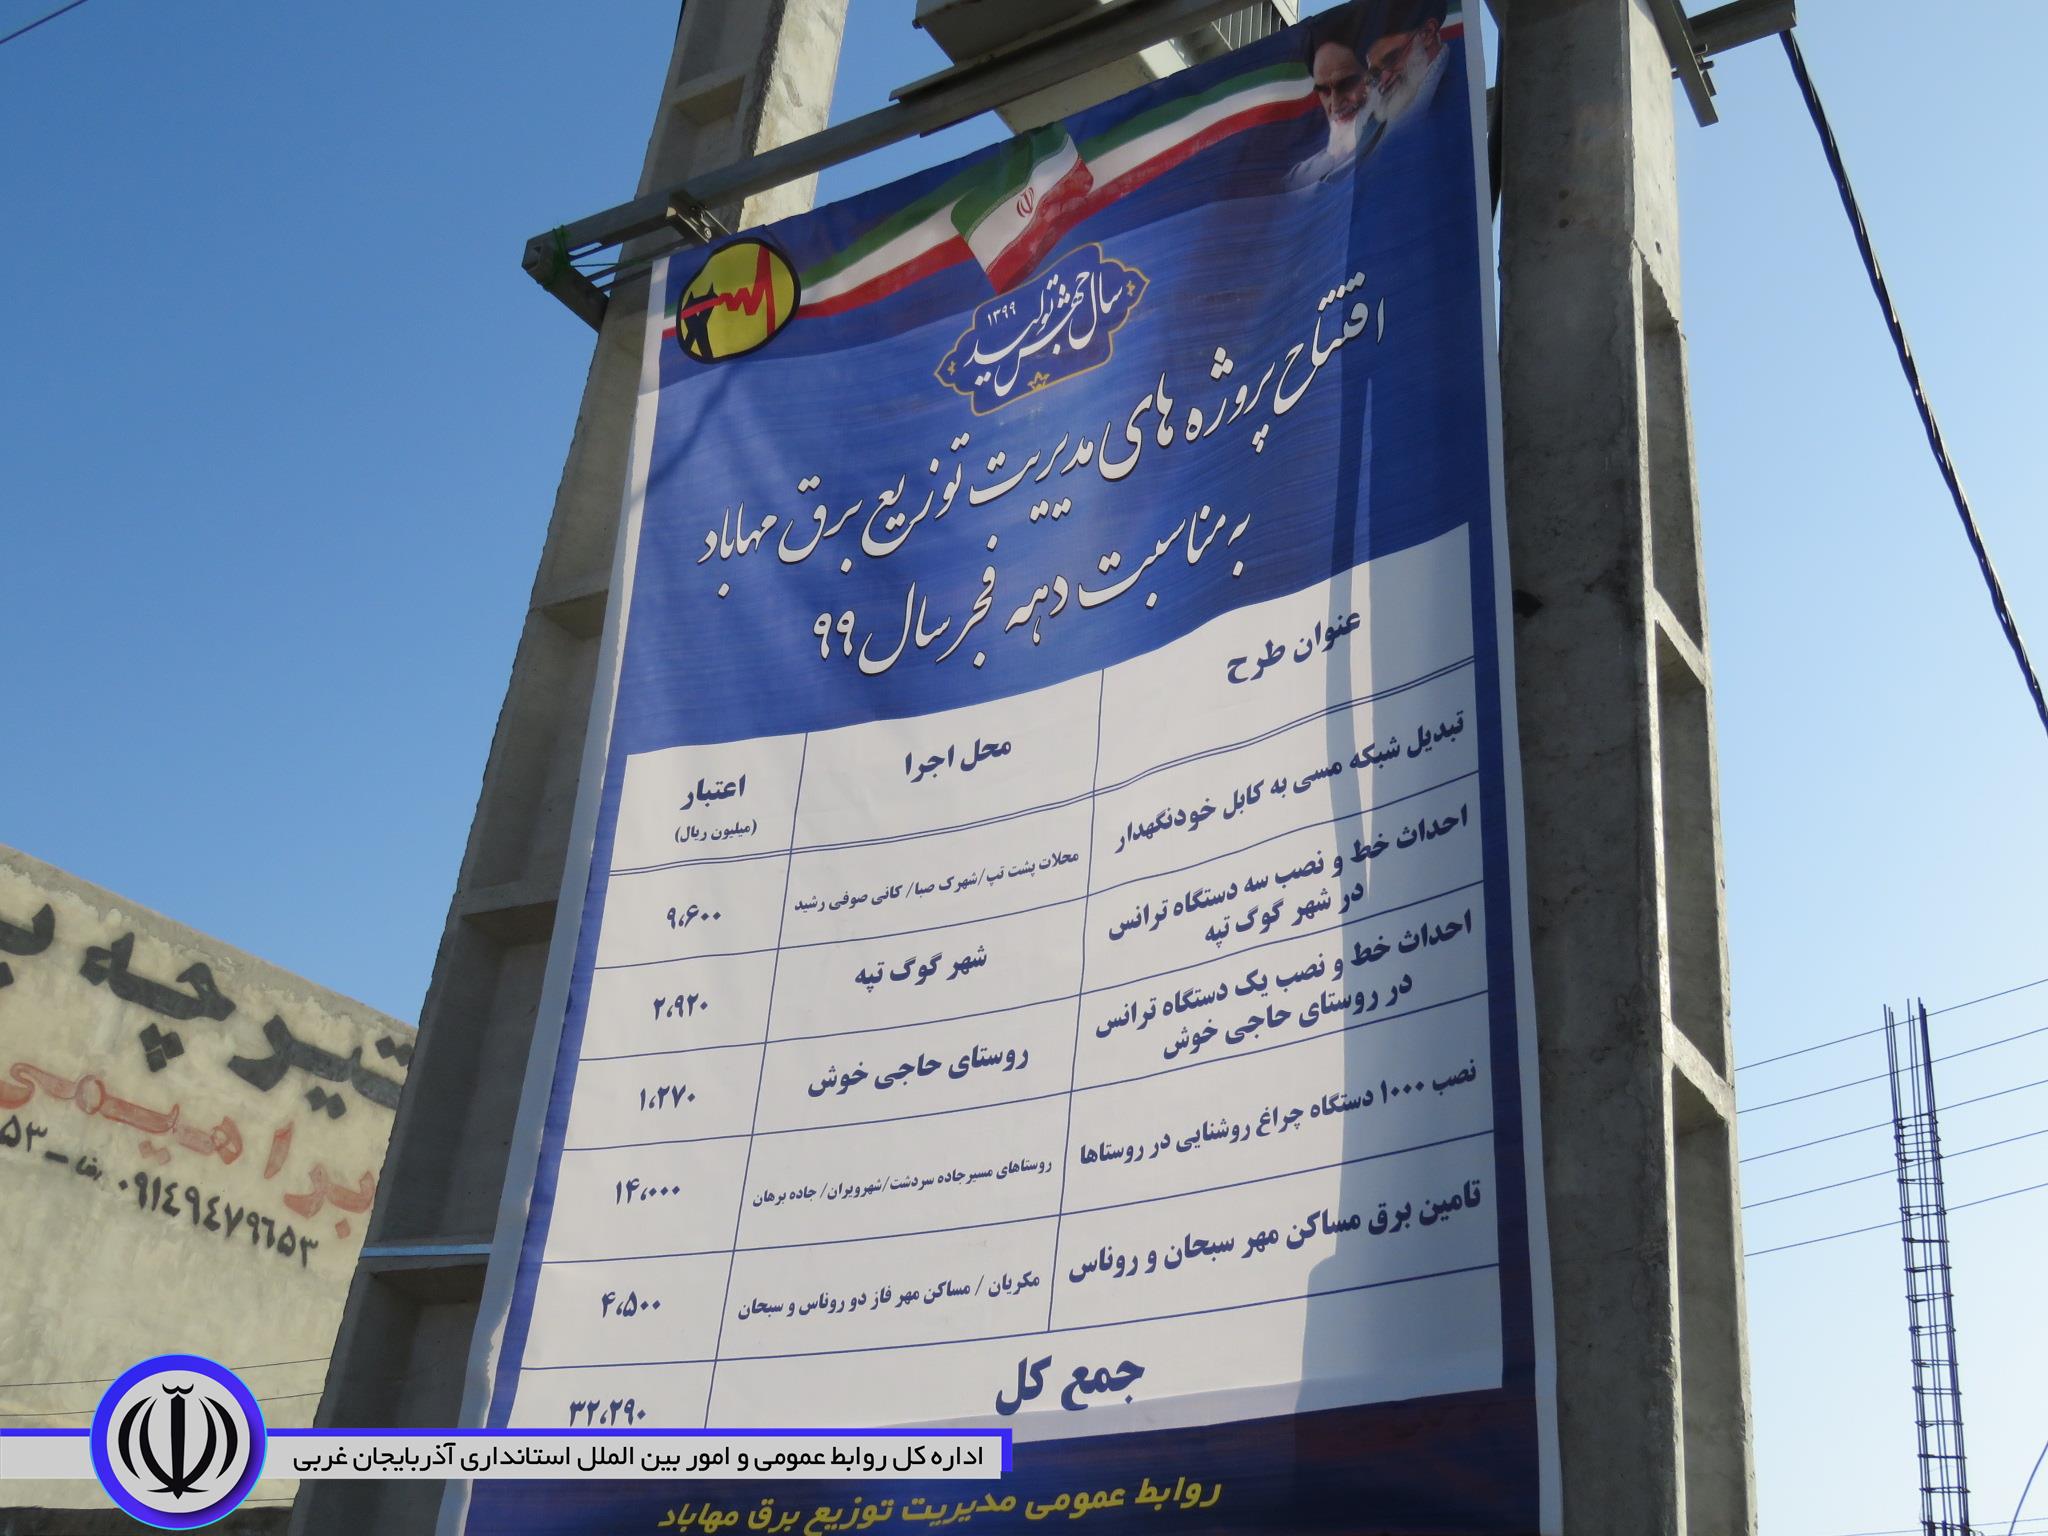 سال جهش تولید
۱۳۹۹
افتتاح پروژه های مدیریت توزیع برق مهاباد
به مناسبت دهه فجر سال ۹۹
عنوان طرح
محل اجرا
اعتبار
(میلیون ریال)
تبدیل شبکه مسی به کابل خودنگهدار
محلات پشت تپ/شهرک صبا/ کانی صوفی رشید
۹،۶۰۰
احداث خط و نصب سه دستگاه ترانس
در شهر گوگ تپه
شهر گوگ تپه
۲،۹۲۰
احداث خط و نصب یک دستگاه ترانس
در روستای حاجی خوش
روستای حاجی خوش
۱،۲۷۰
نصب ۱۰۰۰ دستگاه چراغ روشنایی در روستاها
روستاهای مسیرجاده سردشت/شهرویران/ جاده برهان
۱۴،۰۰۰
تامین برق مساکن مهر سبحان و روناس
مکریان / مساکن مهر فاز دو روناس و سبحان
۴،۵۰۰
جمع کل
۳۲،۲۹۰
روابط عمومی مدیریت توزیع برق مهاباد
تیرچه
براهیمی
۵۳ - رضا ۰۹۱۴۹۴۷۹۶۵۳
اداره کل روابط عمومی و امور بین الملل استانداری آذربایجان غربی